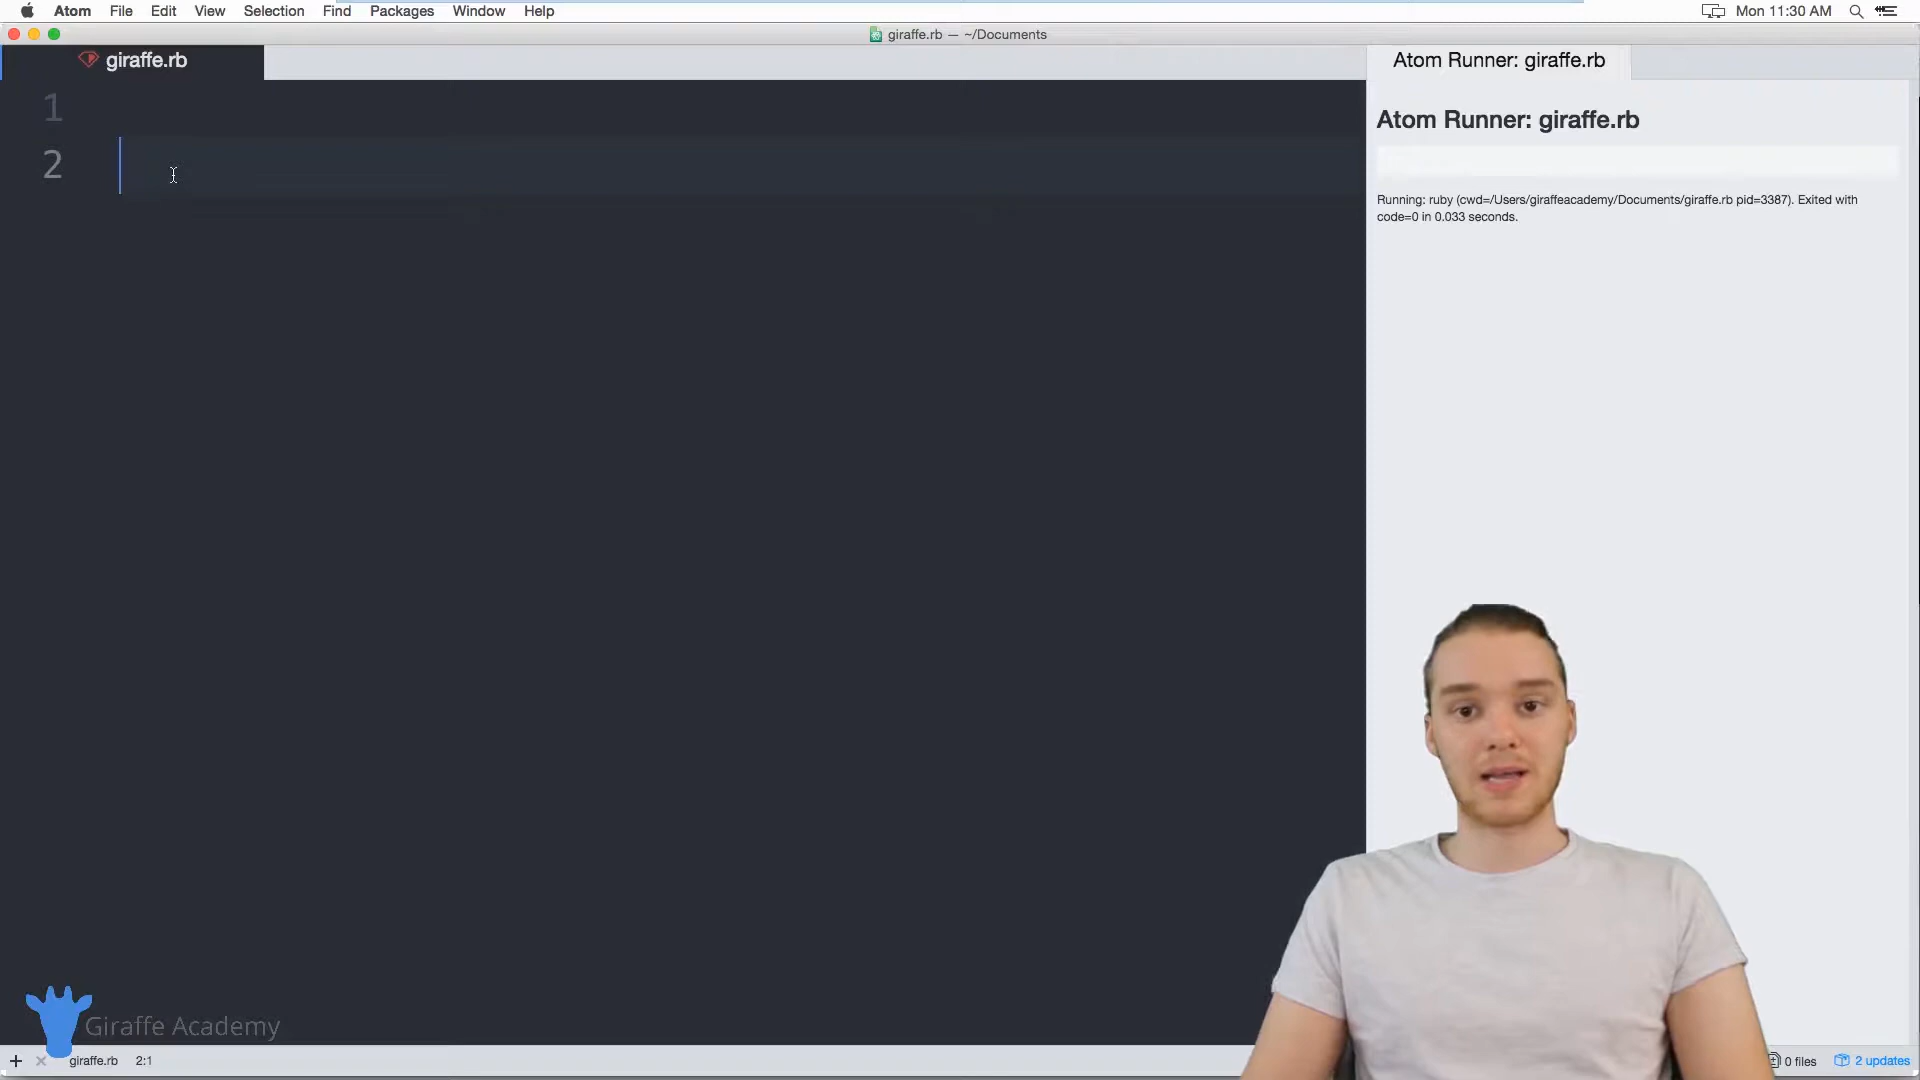 Atom File Edit View Selection Find Packages Window Help
Mon 11:30 AM
giraffe.rb — ~/Documents
giraffe.rb
Atom Runner: giraffe.rb
1
2
Atom Runner: giraffe.rb
Running: ruby (cwd=/Users/giraffeacademy/Documents/giraffe.rb pid=3387). Exited with
code=0 in 0.033 seconds.
Giraffe Academy
giraffe.rb 2:1
0 files 2 updates